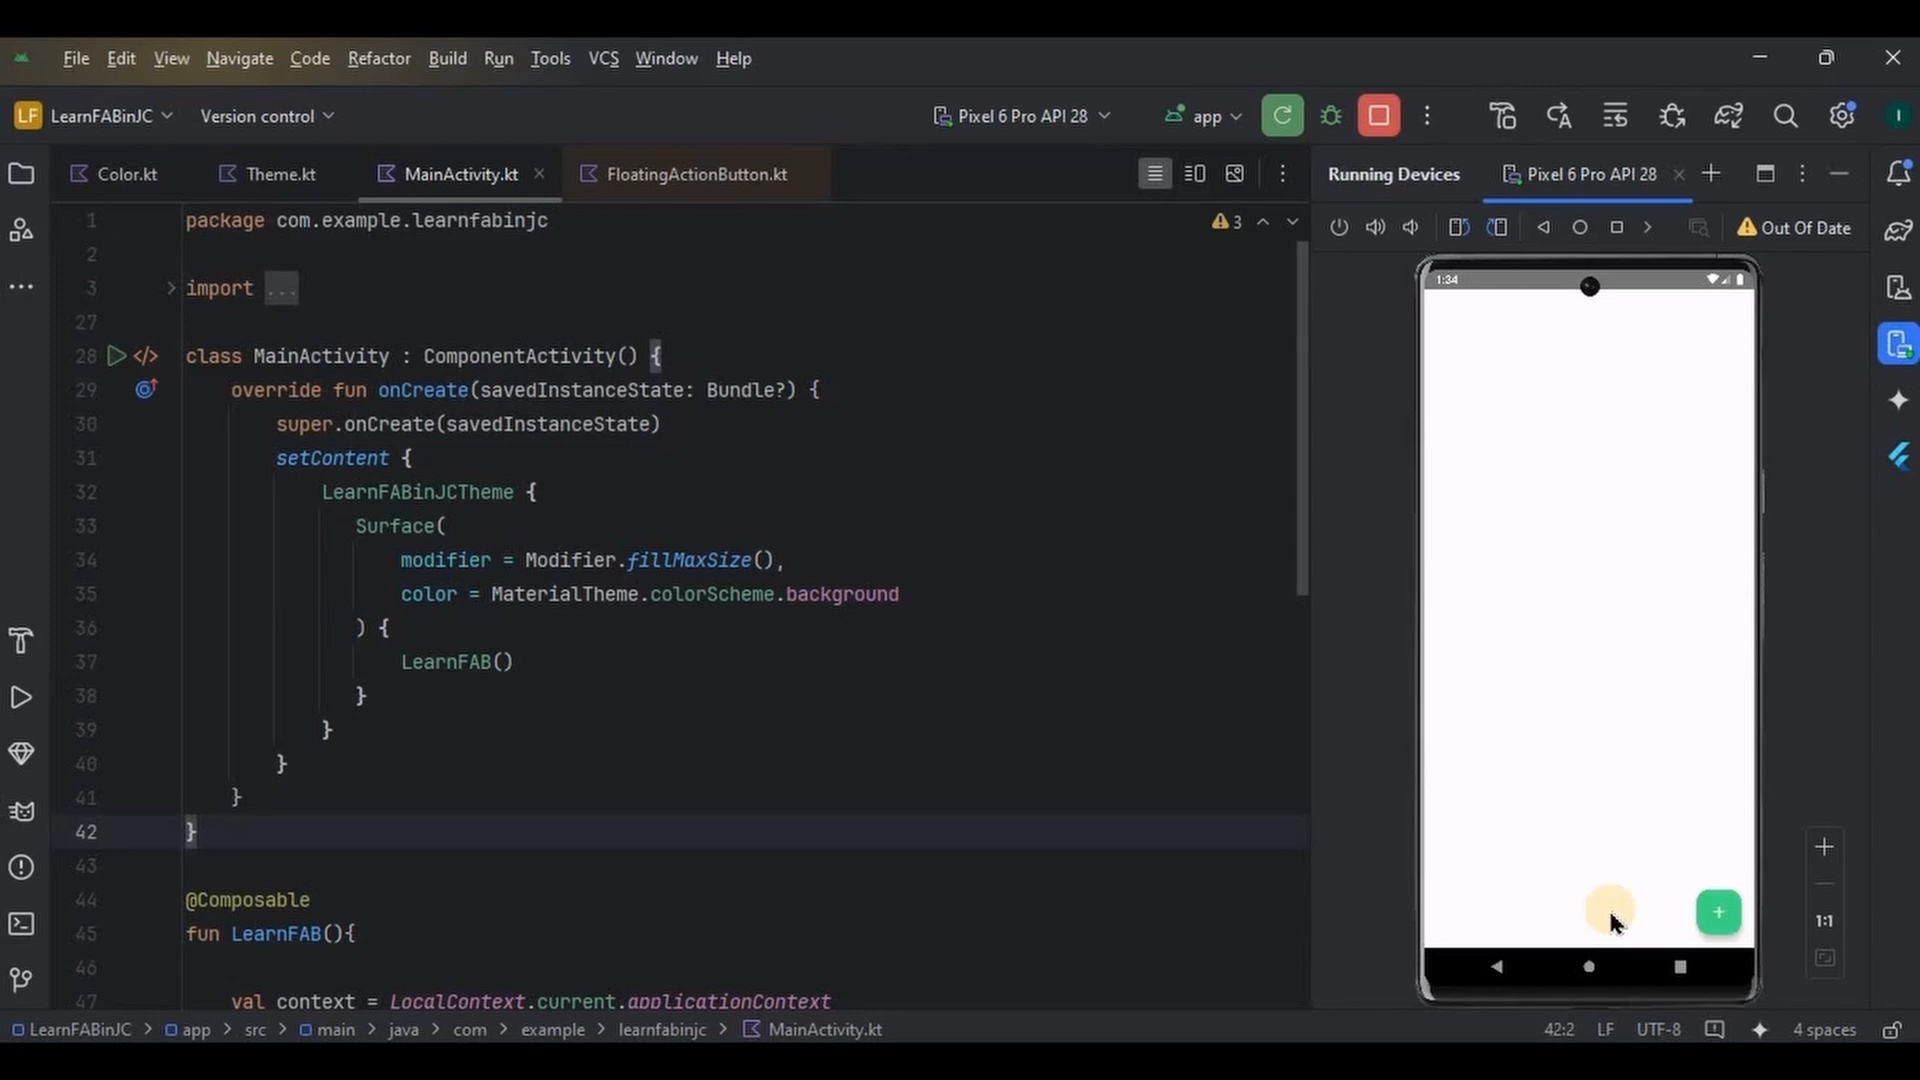 File Edit View Navigate Code Refactor Build Run Tools VCS Window Help
LF LearnFABinJC Version control Pixel 6 Pro API 28 app I
Color.kt Theme.kt MainActivity.kt FloatingActionButton.kt Running Devices Pixel 6 Pro API 28
Out Of Date
1 package com.example.learnfabinjc 3
2
3 import ...
27
28 class MainActivity : ComponentActivity() {
29 override fun onCreate(savedInstanceState: Bundle?) {
30 super.onCreate(savedInstanceState)
31 setContent {
32 LearnFABinJCTheme {
33 Surface(
34 modifier = Modifier.fillMaxSize(),
35 color = MaterialTheme.colorScheme.background
36 ) {
37 LearnFAB()
38 }
39 }
40 }
41 }
42 }
43
44 @Composable
45 fun LearnFAB(){
46
47 val context = LocalContext.current.applicationContext
1:34
+
1:1
LearnFABinJC > app > src > main > java > com > example > learnfabinjc > MainActivity.kt 42:2 LF UTF-8 4 spaces